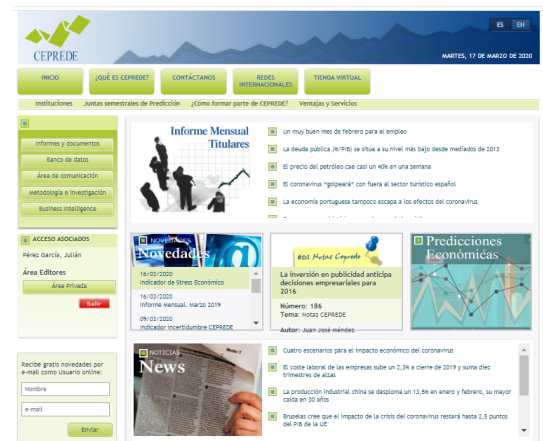 CEPREDE
ES EN
MARTES, 17 DE MARZO DE 2020
INICIO
¿QUÉ ES CEPREDE?
CONTÁCTANOS
REDES
INTERNACIONALES
TIENDA VIRTUAL
Instituciones Juntas semestrales de Predicción ¿Cómo formar parte de CEPREDE? Ventajas y Servicios
Informes y documentos
Banco de datos
Área de comunicación
Metodología e investigación
Business Intelligence
Informe Mensual
Titulares
Un muy buen mes de febrero para el empleo
La deuda pública (%/PIB) se sitúa a su nivel más bajo desde mediados de 2013
El precio del petróleo cae casi un 40% en una semana
El coronavirus "golpeará" con fuera al sector turístico español
La economía portuguesa tampoco escapa a los efectos del coronavirus
ACCESO ASOCIADOS
Pérez García, Julián
Área Editores
Área Privada
Salir
NOVEDADES
Novedades
16/03/2020
Indicador de Stress Económico
16/03/2020
Informe Mensual. Marzo 2019
09/03/2020
Indicador Incertidumbre CEPREDE
Notas Ceprede
La inversión en publicidad anticipa
decisiones empresariales para
2016
Número: 186
Tema: Notas CEPREDE
Autor: Juan José Méndez
Predicciones
Económicas
Recibe gratis novedades por
e-mail como Usuario online:
Nombre
e-mail
Enviar
NOTICIAS
News
Cuatro escenarios para el impacto económico del coronavirus
El coste laboral de las empresas sube un 2,3% a cierre de 2019 y suma diez
trimestres de alzas
La producción industrial china se desploma un 13,5% en enero y febrero, su mayor
caída en 30 años
Bruselas cree que el impacto de la crisis del coronavirus restará hasta 2,5 puntos
del PIB de la UE